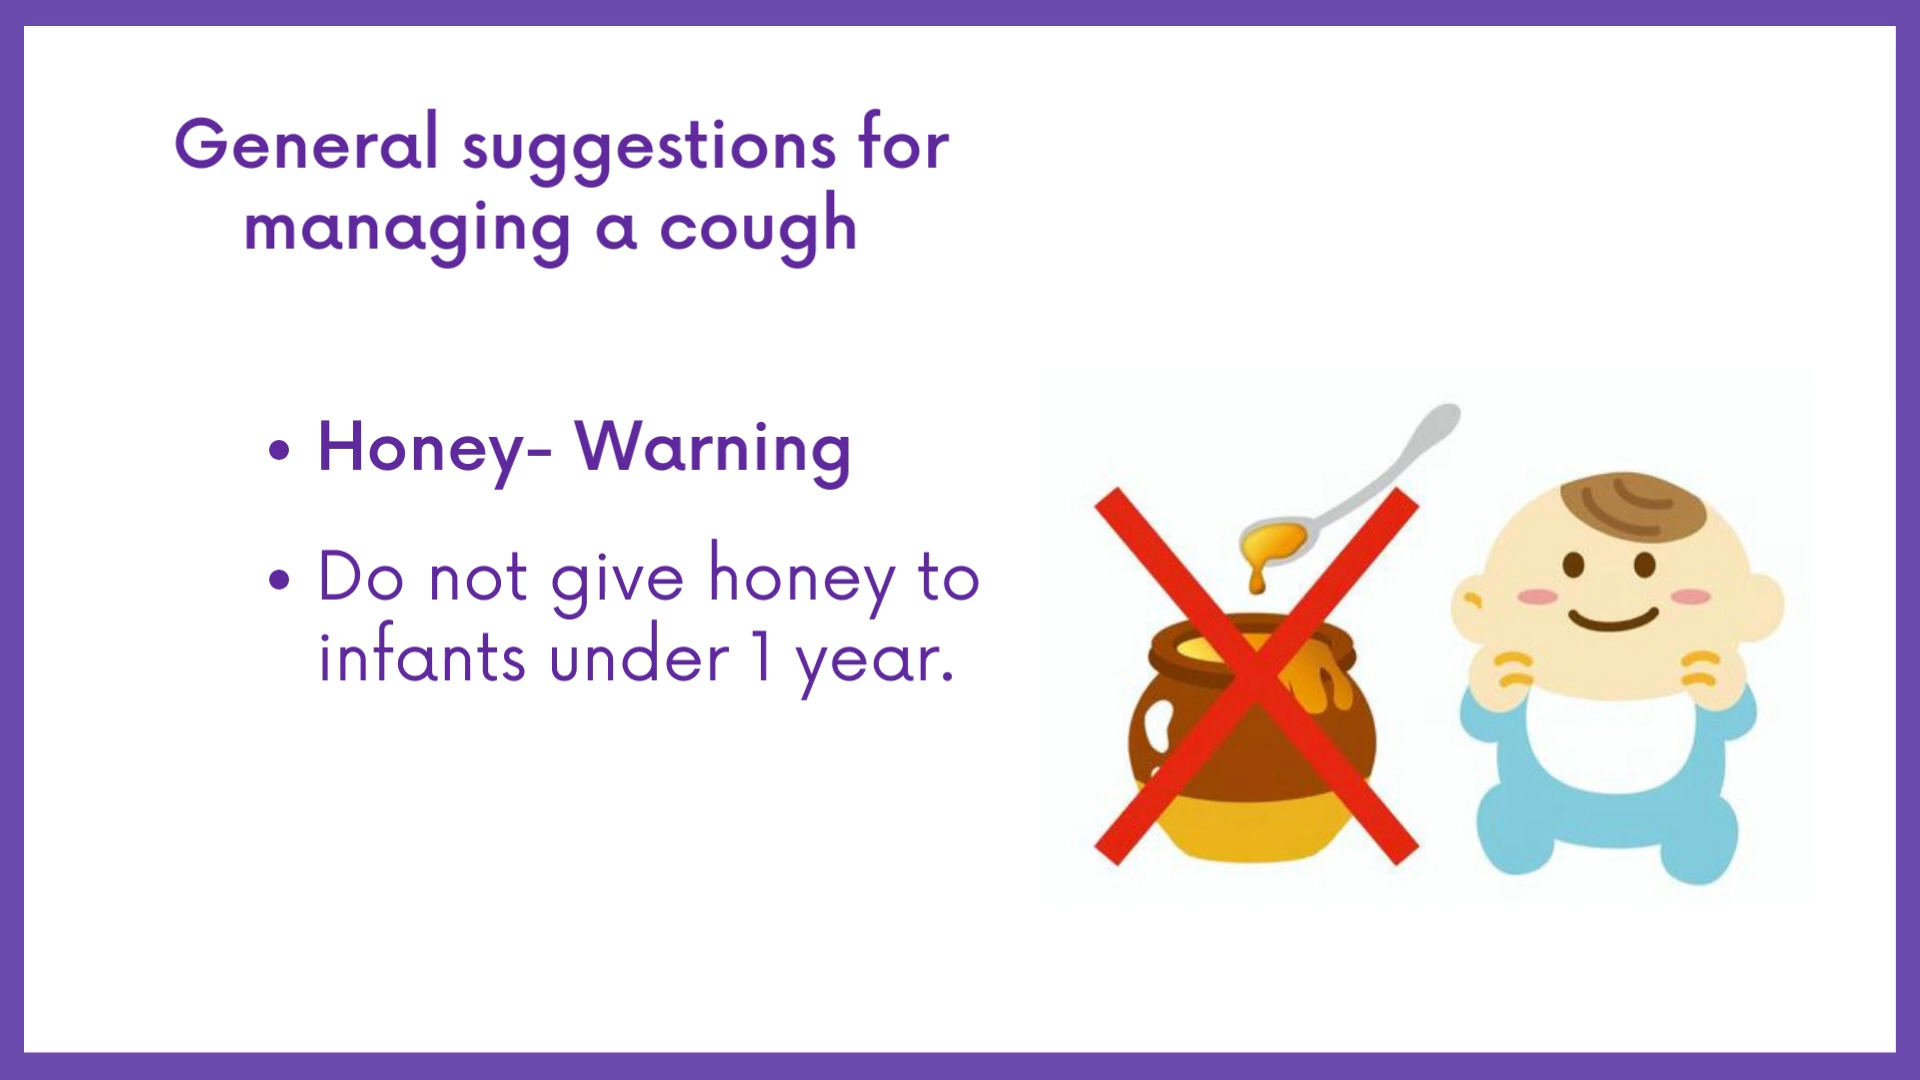 General suggestions for
managing a cough
• Honey- Warning
• Do not give honey to
infants under 1 year.